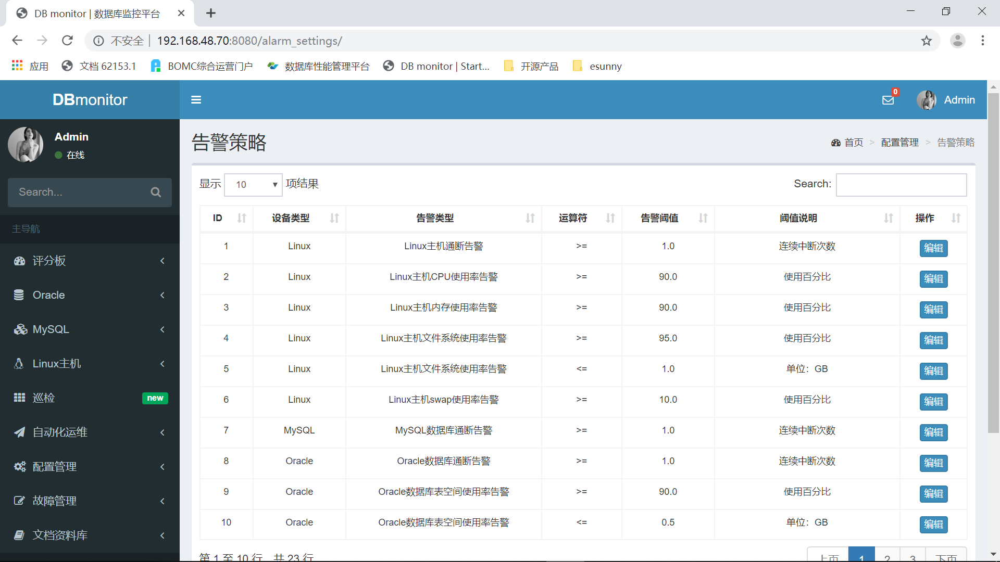 DB monitor | 数据库监控平台
不安全 192.168.48.70:8080/alarm_settings/
应用 文档 62153.1 BOMC综合运营门户 数据库性能管理平台 DB monitor | Start... 开源产品 esunny
DBmonitor 0 Admin
Admin
在线
Search...
主导航
评分板
Oracle
MySQL
Linux主机
巡检 new
自动化运维
配置管理
故障管理
文档资料库
告警策略
首页 > 配置管理 > 告警策略
显示 10 项结果 Search:
ID 设备类型 告警类型 运算符 告警阈值 阈值说明 操作
1 Linux Linux主机通断告警 >= 1.0 连续中断次数 编辑
2 Linux Linux主机CPU使用率告警 >= 90.0 使用百分比 编辑
3 Linux Linux主机内存使用率告警 >= 90.0 使用百分比 编辑
4 Linux Linux主机文件系统使用率告警 >= 95.0 使用百分比 编辑
5 Linux Linux主机文件系统使用率告警 <= 1.0 单位：GB 编辑
6 Linux Linux主机swap使用率告警 >= 10.0 使用百分比 编辑
7 MySQL MySQL数据库通断告警 >= 1.0 连续中断次数 编辑
8 Oracle Oracle数据库通断告警 >= 1.0 连续中断次数 编辑
9 Oracle Oracle数据库表空间使用率告警 >= 90.0 使用百分比 编辑
10 Oracle Oracle数据库表空间使用率告警 <= 0.5 单位：GB 编辑
第 1 至 10 行，共 23 行
上页 1 2 3 下页